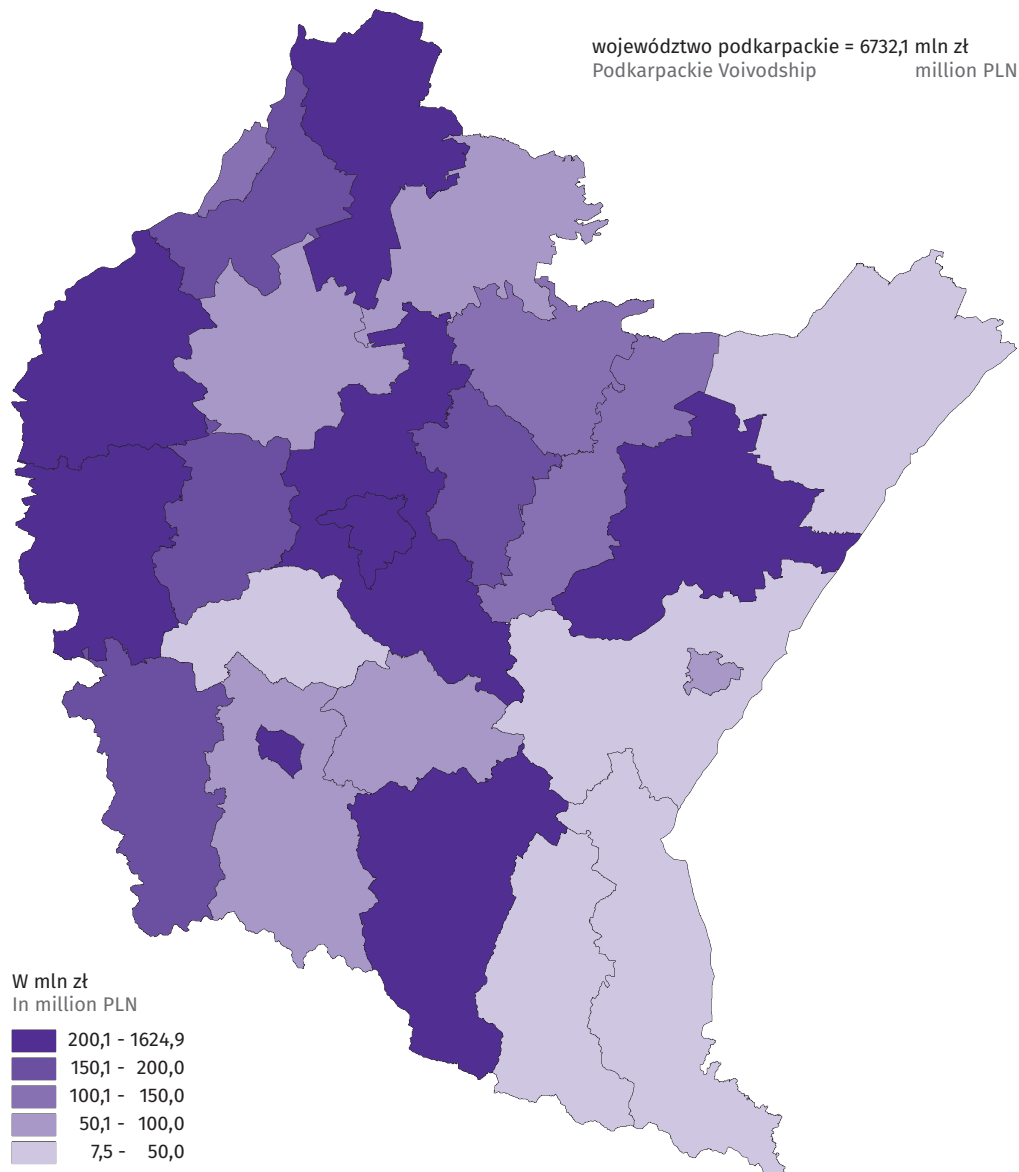 województwo podkarpackie = 6732,1 mln zł
Podkarpackie Voivodship million PLN
W mln zł
In million PLN
200,1 - 1624,9
150,1 - 200,0
100,1 - 150,0
50,1 - 100,0
7,5 - 50,0